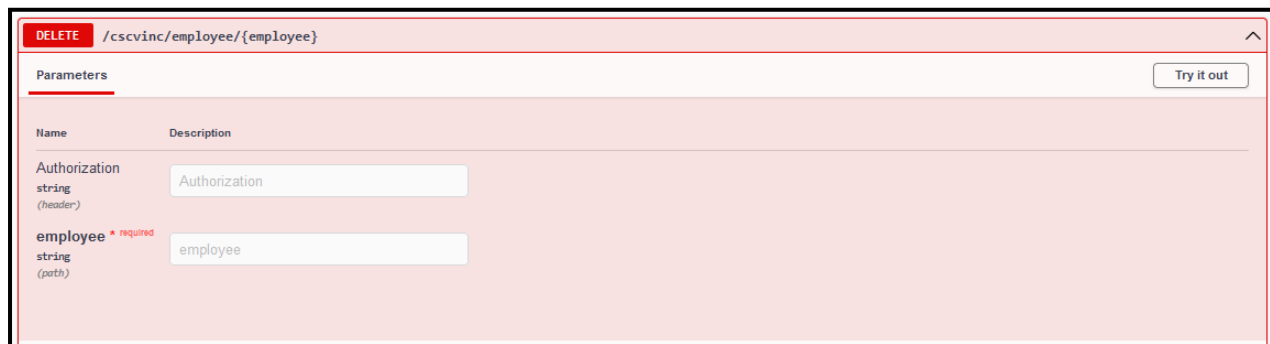 DELETE /cscvinc/employee/{employee}
Parameters
Try it out
Name Description
Authorization
string
(header)
Authorization
employee * required
string
(path)
employee